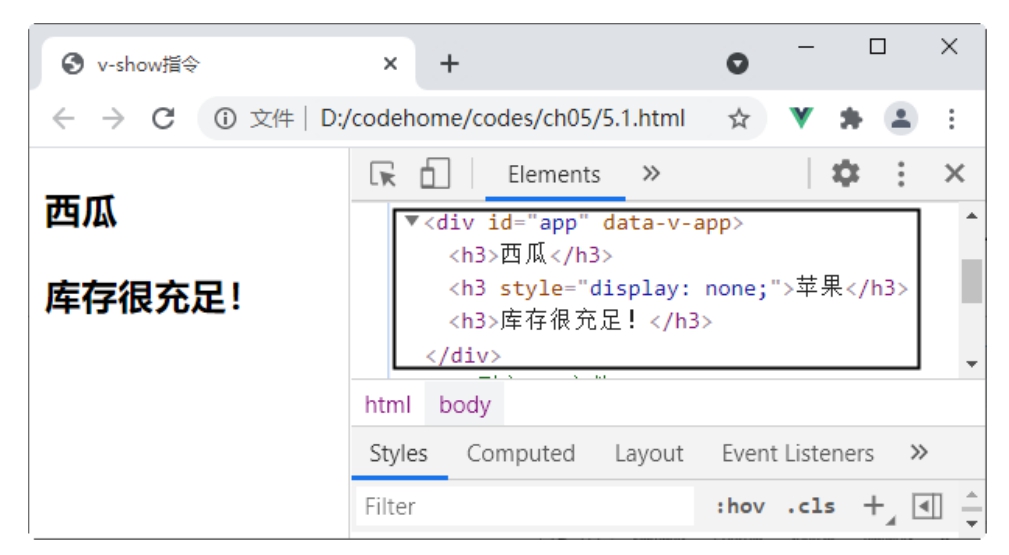 v-show指令
文件 D:/codehome/codes/ch05/5.1.html
西瓜
库存很充足!
Elements
<div id="app" data-v-app>
<h3>西瓜</h3>
<h3 style="display: none;">苹果</h3>
<h3>库存很充足! </h3>
</div>
html body
Styles Computed Layout Event Listeners
Filter :hov .cls